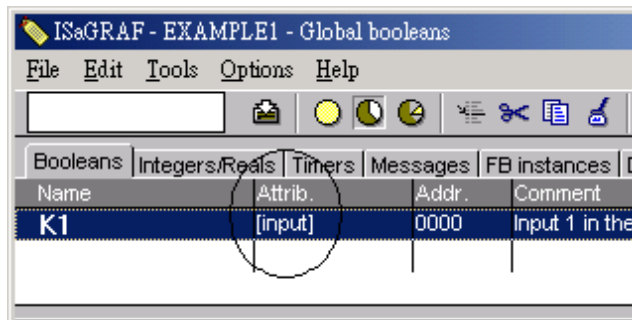 ISaGRAF - EXAMPLE1 - Global booleans
File Edit Tools Options Help
Booleans Integers/Reals Timers Messages FB instances D
Name Attrib. Addr. Comment
K1 [input] 0000 Input 1 in the